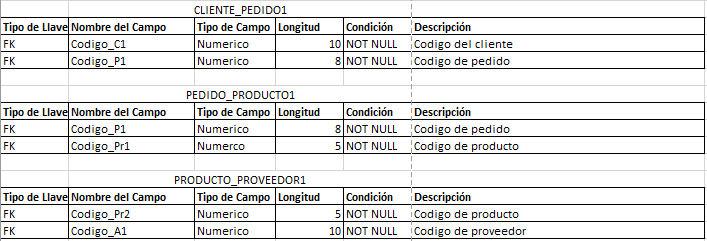 CLIENTE_PEDIDO1
Tipo de Llave Nombre del Campo Tipo de Campo Longitud Condición Descripción
FK Codigo_C1 Numerico 10 NOT NULL Codigo del cliente
FK Codigo_P1 Numerico 8 NOT NULL Codigo de pedido
PEDIDO_PRODUCTO1
Tipo de Llave Nombre del Campo Tipo de Campo Longitud Condición Descripción
FK Codigo_P1 Numerico 8 NOT NULL Codigo de pedido
FK Codigo_Pr1 Numerco 5 NOT NULL Codigo de producto
PRODUCTO_PROVEEDOR1
Tipo de Llave Nombre del Campo Tipo de Campo Longitud Condición Descripción
FK Codigo_Pr2 Numerico 5 NOT NULL Codigo de producto
FK Codigo_A1 Numerico 10 NOT NULL Codigo de proveedor